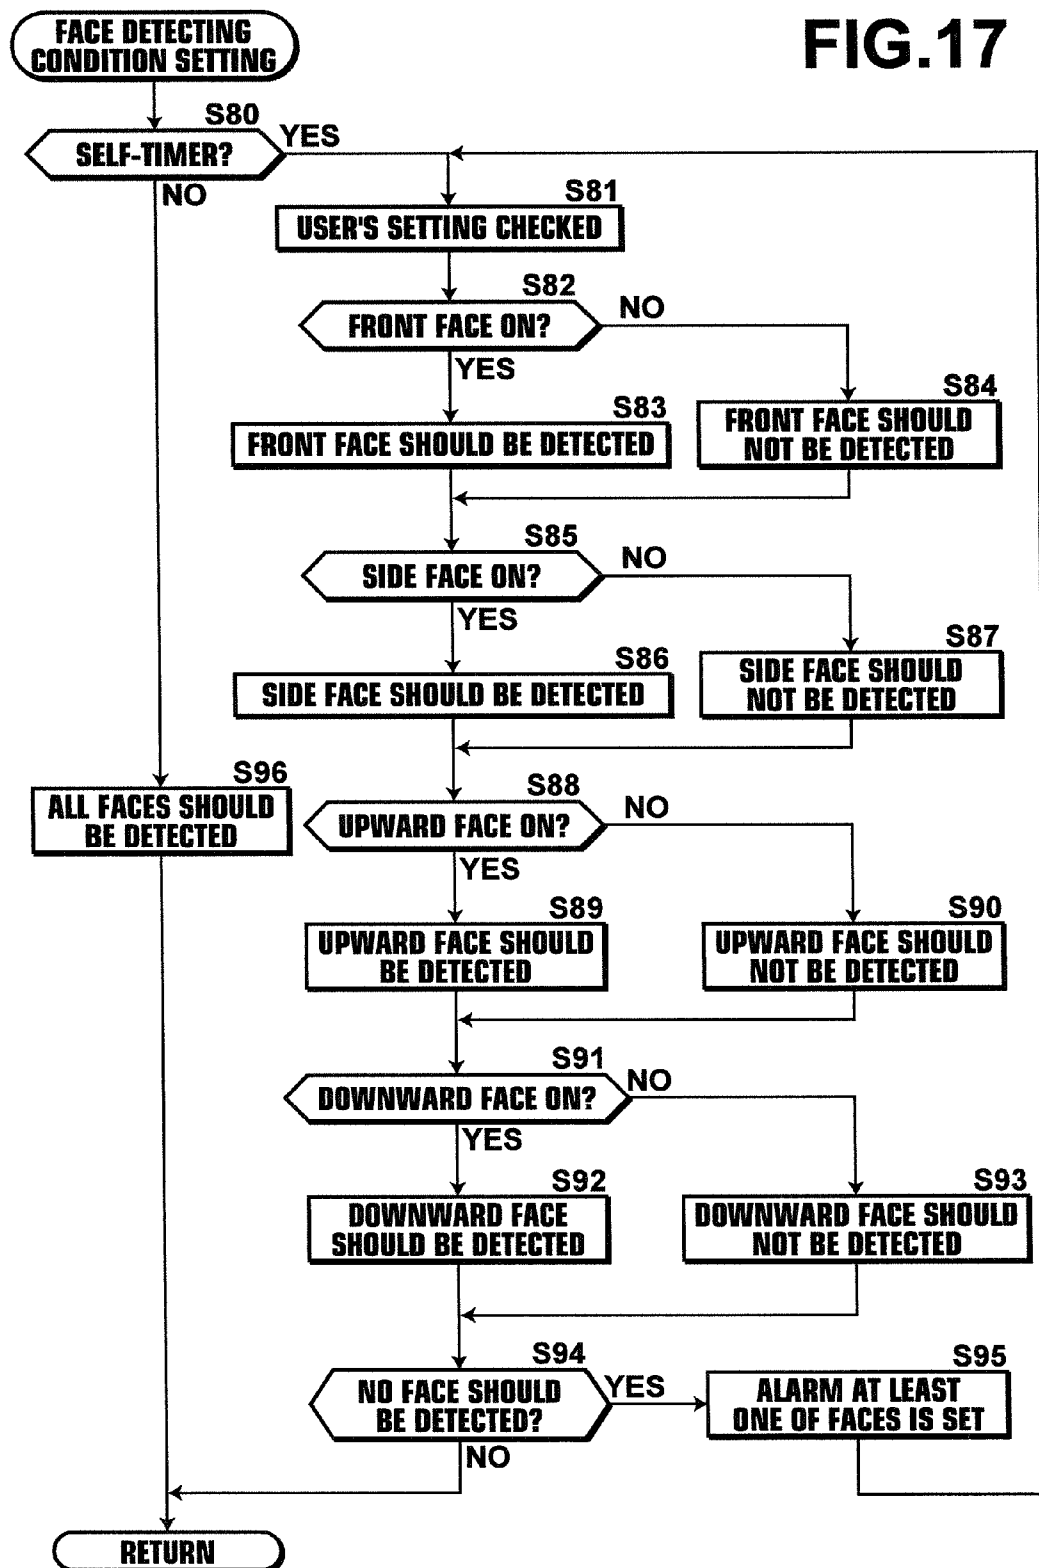 FACE DETECTING
CONDITION SETTING
FIG.17
S80
SELF-TIMER?
YES
NO
S81
USER'S SETTING CHECKED
S82
FRONT FACE ON?
NO
YES
S83
FRONT FACE SHOULD BE DETECTED
S84
FRONT FACE SHOULD
NOT BE DETECTED
S85
SIDE FACE ON?
NO
YES
S86
SIDE FACE SHOULD BE DETECTED
S87
SIDE FACE SHOULD
NOT BE DETECTED
S96
ALL FACES SHOULD
BE DETECTED
S88
UPWARD FACE ON?
NO
YES
S89
UPWARD FACE SHOULD
BE DETECTED
S90
UPWARD FACE SHOULD
NOT BE DETECTED
S91
DOWNWARD FACE ON?
NO
YES
S92
DOWNWARD FACE
SHOULD BE DETECTED
S93
DOWNWARD FACE SHOULD
NOT BE DETECTED
S94
NO FACE SHOULD
BE DETECTED?
YES
NO
S95
ALARM AT LEAST
ONE OF FACES IS SET
RETURN